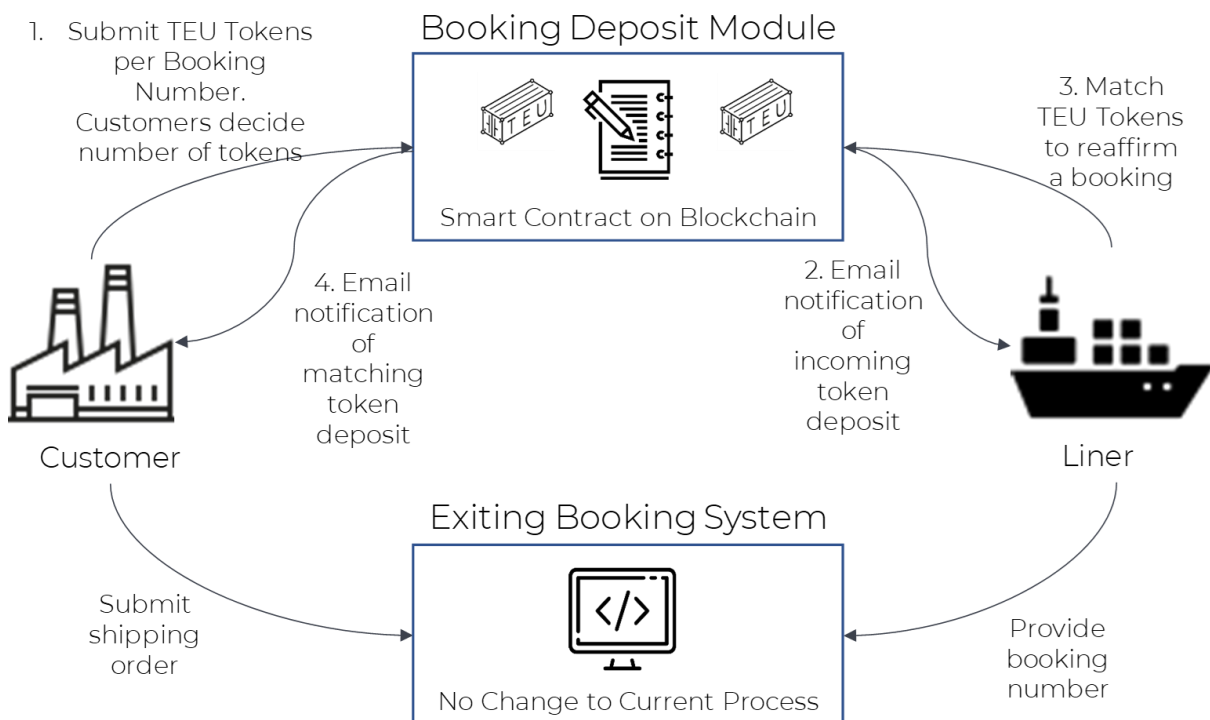 Booking Deposit Module
1. Submit TEU Tokens
per Booking
Number.
Customers decide
number of tokens
TEU
TEU
Smart Contract on Blockchain
3. Match
TEU Tokens
to reaffirm
a booking
4. Email
notification
of
matching
token
deposit
2. Email
notification
of
incoming
token
deposit
Customer
Liner
Exiting Booking System
</>
No Change to Current Process
Submit
shipping
order
Provide
booking
number